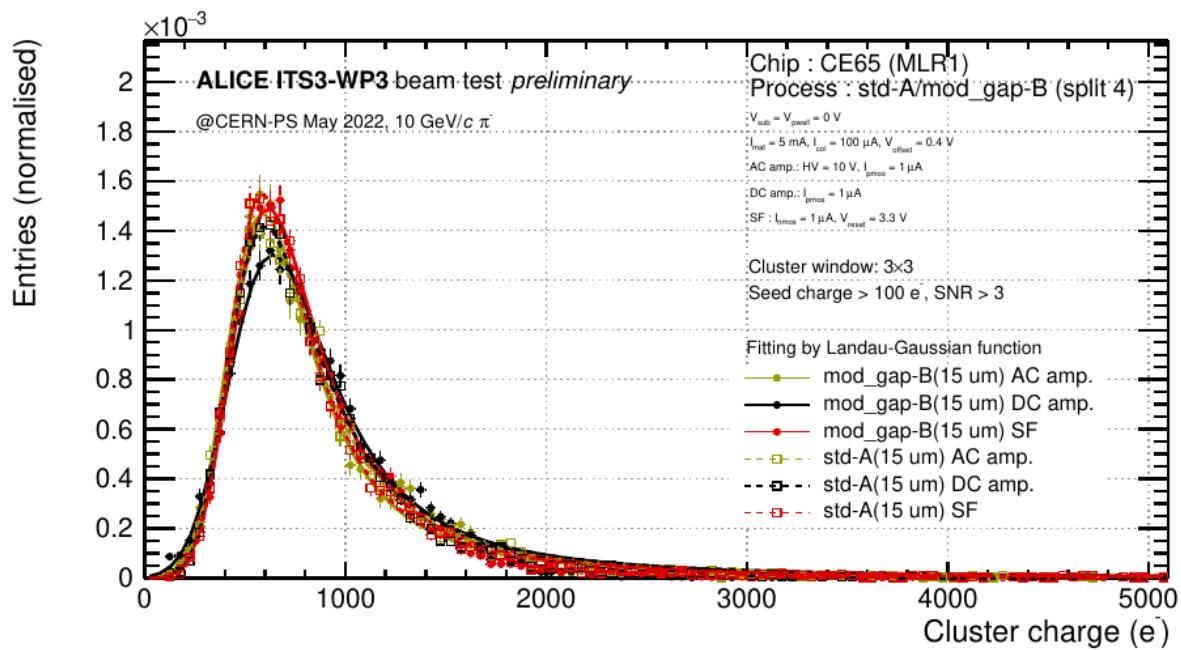 ×10⁻³
Entries (normalised)
2
1.8
1.6
1.4
1.2
1
0.8
0.6
0.4
0.2
0
ALICE ITS3-WP3 beam test preliminary
@CERN-PS May 2022, 10 GeV/c π⁻
Chip : CE65 (MLR1)
Process : std-A/mod_gap-B (split 4)
V_sub = V_pwell = 0 V
I_mat = 5 mA, I_col = 100 μA, V_offset = 0.4 V
AC amp.: HV = 10 V, I_pmos = 1 μA
DC amp.: I_pmos = 1 μA
SF : I_nmos = 1 μA, V_reset = 3.3 V
Cluster window: 3×3
Seed charge > 100 e⁻, SNR > 3
Fitting by Landau-Gaussian function
mod_gap-B(15 um) AC amp.
mod_gap-B(15 um) DC amp.
mod_gap-B(15 um) SF
std-A(15 um) AC amp.
std-A(15 um) DC amp.
std-A(15 um) SF
0 1000 2000 3000 4000 5000
Cluster charge (e⁻)